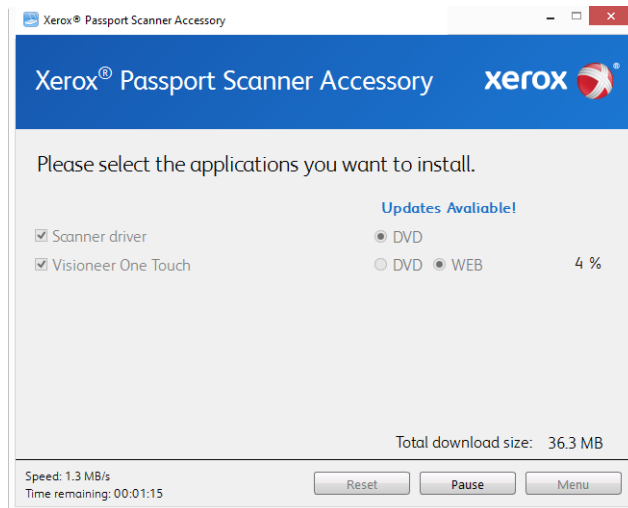 Xerox® Passport Scanner Accessory
Xerox® Passport Scanner Accessory xerox®
Please select the applications you want to install.
Updates Avaliable!
Scanner driver DVD
Visioneer One Touch DVD WEB 4 %
Total download size: 36.3 MB
Speed: 1.3 MB/s
Time remaining: 00:01:15
Reset Pause Menu